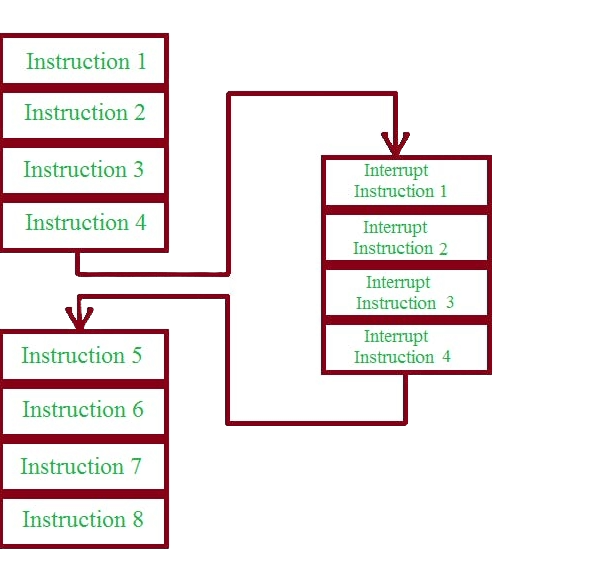 Instruction 1
Instruction 2
Instruction 3
Instruction 4
Interrupt
Instruction 1
Interrupt
Instruction 2
Interrupt
Instruction 3
Interrupt
Instruction 4
Instruction 5
Instruction 6
Instruction 7
Instruction 8